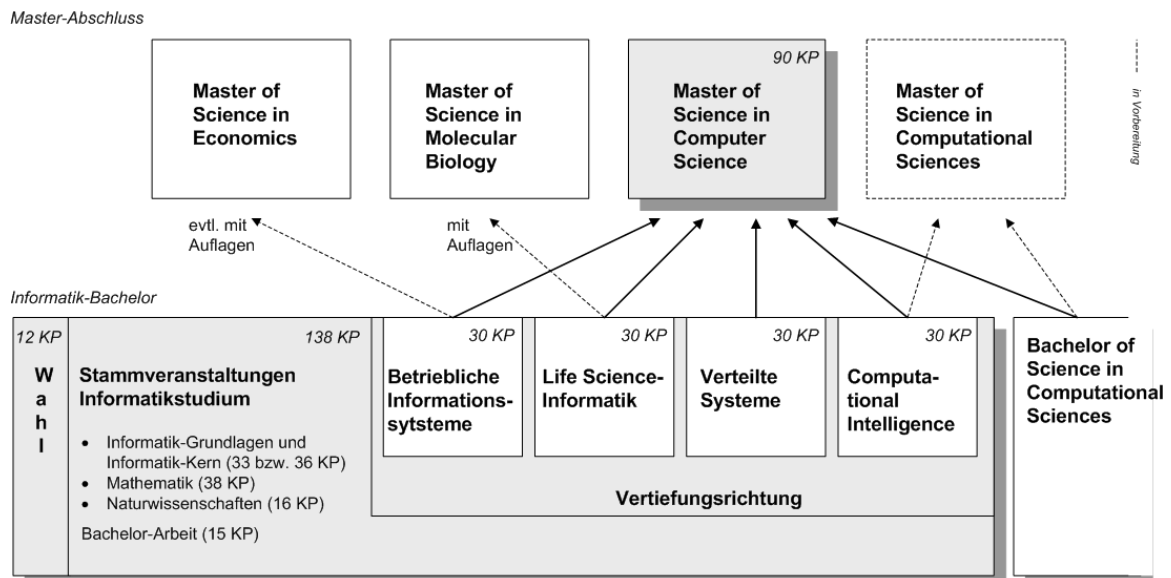 Master-Abschluss
Master of
Science in
Economics
Master of
Science in
Molecular
Biology
90 KP
Master of
Science in
Computer
Science
Master of
Science in
Computational
Sciences
in Vorbereitung
evtl. mit
Auflagen
mit
Auflagen
Informatik-Bachelor
12 KP
W
a
h
l
138 KP
Stammveranstaltungen
Informatikstudium
• Informatik-Grundlagen und
Informatik-Kern (33 bzw. 36 KP)
• Mathematik (38 KP)
• Naturwissenschaften (16 KP)
Bachelor-Arbeit (15 KP)
30 KP
Betriebliche
Informations-
sytsteme
30 KP
Life Science-
Informatik
30 KP
Verteilte
Systeme
30 KP
Computa-
tional
Intelligence
Vertiefungsrichtung
Bachelor of
Science in
Computational
Sciences